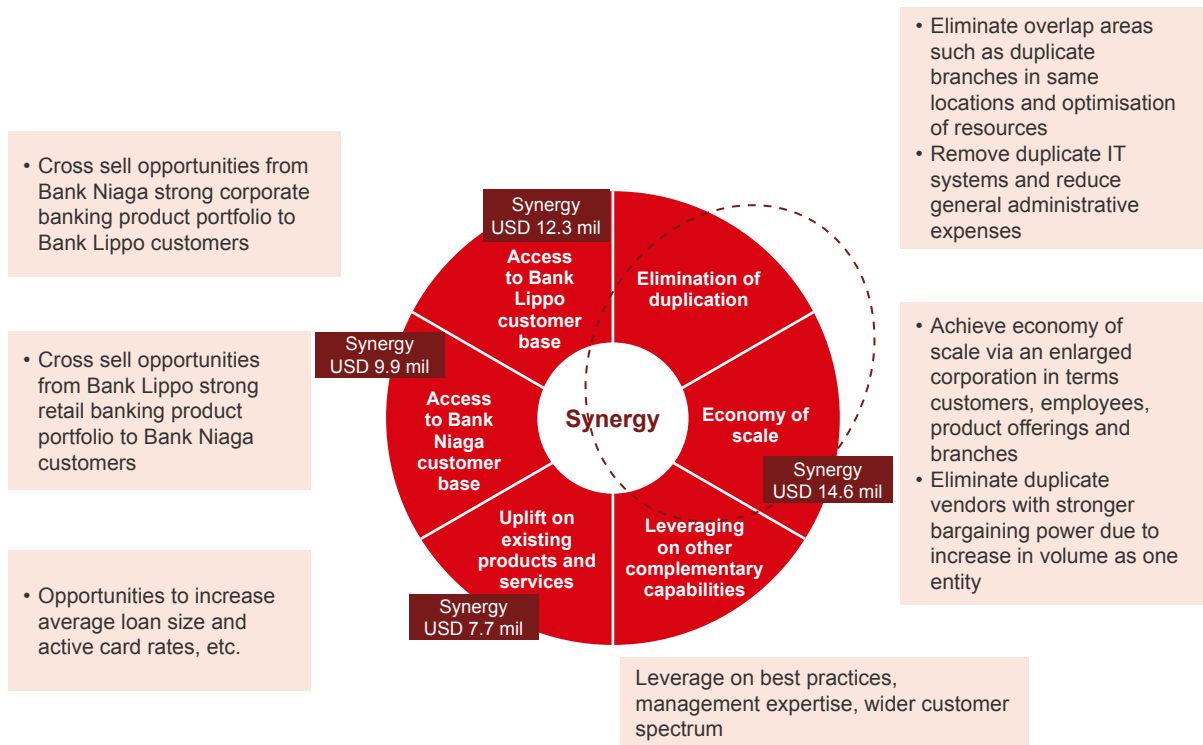 • Eliminate overlap areas
such as duplicate
branches in same
locations and optimisation
of resources
• Remove duplicate IT
systems and reduce
general administrative
expenses
• Cross sell opportunities from
Bank Niaga strong corporate
banking product portfolio to
Bank Lippo customers
Synergy
USD 12.3 mil
Access
to Bank
Lippo
customer
base
Elimination of
duplication
• Cross sell opportunities
from Bank Lippo strong
retail banking product
portfolio to Bank Niaga
customers
Synergy
USD 9.9 mil
Access
to Bank
Niaga
customer
base
Synergy
Economy of
scale
Synergy
USD 14.6 mil
• Achieve economy of
scale via an enlarged
corporation in terms
customers, employees,
product offerings and
branches
• Eliminate duplicate
vendors with stronger
bargaining power due to
increase in volume as one
entity
Uplift on
existing
products and
services
Leveraging
on other
complementary
capabilities
• Opportunities to increase
average loan size and
active card rates, etc.
Synergy
USD 7.7 mil
Leverage on best practices,
management expertise, wider customer
spectrum